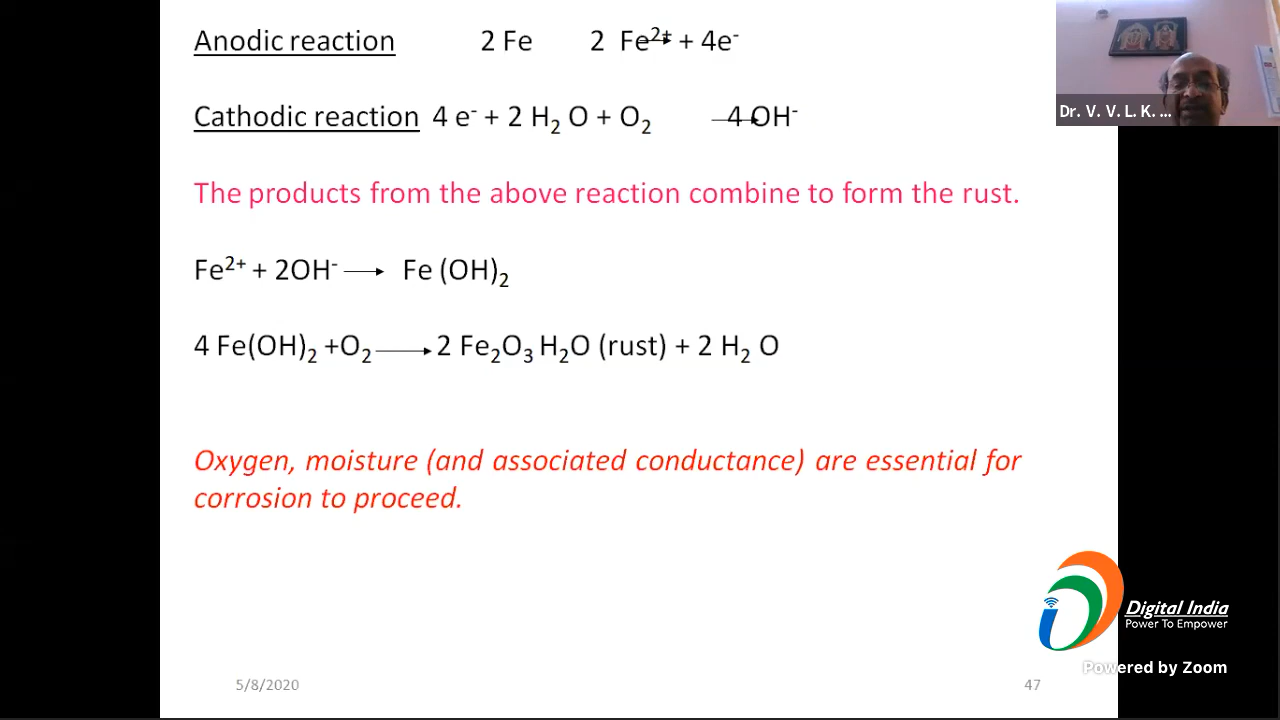 Anodic reaction 2 Fe 2 Fe²⁺ + 4e⁻
Cathodic reaction 4 e⁻ + 2 H₂ O + O₂ → 4 OH⁻
The products from the above reaction combine to form the rust.
Fe²⁺ + 2OH⁻ → Fe (OH)₂
4 Fe(OH)₂ +O₂ → 2 Fe₂O₃ H₂O (rust) + 2 H₂ O
Oxygen, moisture (and associated conductance) are essential for
corrosion to proceed.
5/8/2020
47
Dr. V. V. L. K. ...
Digital India
Power To Empower
Powered by Zoom